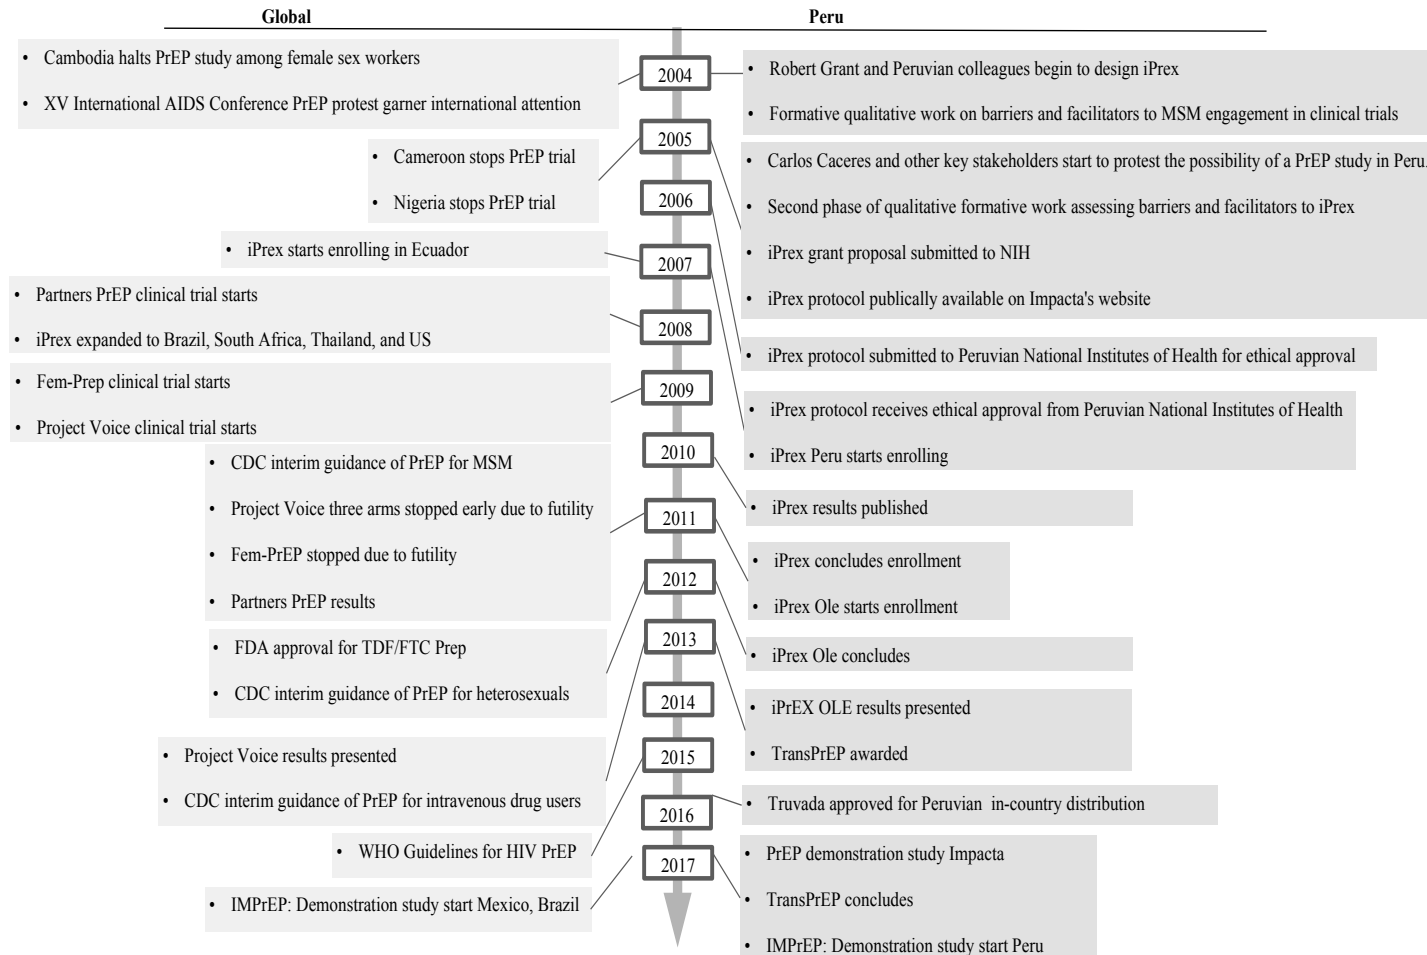 Global
Peru
• Cambodia halts PrEP study among female sex workers
• XV International AIDS Conference PrEP protest garner international attention
2004
• Robert Grant and Peruvian colleagues begin to design iPrex
• Formative qualitative work on barriers and facilitators to MSM engagement in clinical trials
• Cameroon stops PrEP trial
• Nigeria stops PrEP trial
2005
• Carlos Caceres and other key stakeholders start to protest the possibility of a PrEP study in Peru.
• Second phase of qualitative formative work assessing barriers and facilitators to iPrex
• iPrex grant proposal submitted to NIH
• iPrex protocol publically available on Impacta's website
2006
• iPrex protocol submitted to Peruvian National Institutes of Health for ethical approval
• iPrex starts enrolling in Ecuador
2007
• iPrex protocol receives ethical approval from Peruvian National Institutes of Health
• iPrex Peru starts enrolling
• Partners PrEP clinical trial starts
• iPrex expanded to Brazil, South Africa, Thailand, and US
2008
• Fem-Prep clinical trial starts
• Project Voice clinical trial starts
2009
2010
• iPrex results published
• CDC interim guidance of PrEP for MSM
• Project Voice three arms stopped early due to futility
• Fem-PrEP stopped due to futility
• Partners PrEP results
2011
• iPrex concludes enrollment
• iPrex Ole starts enrollment
• FDA approval for TDF/FTC Prep
• CDC interim guidance of PrEP for heterosexuals
2012
• iPrex Ole concludes
• Project Voice results presented
• CDC interim guidance of PrEP for intravenous drug users
2013
• iPrEX OLE results presented
• TransPrEP awarded
2014
• WHO Guidelines for HIV PrEP
2015
2016
• Truvada approved for Peruvian in-country distribution
• IMPrEP: Demonstration study start Mexico, Brazil
2017
• PrEP demonstration study Impacta
• TransPrEP concludes
• IMPrEP: Demonstration study start Peru